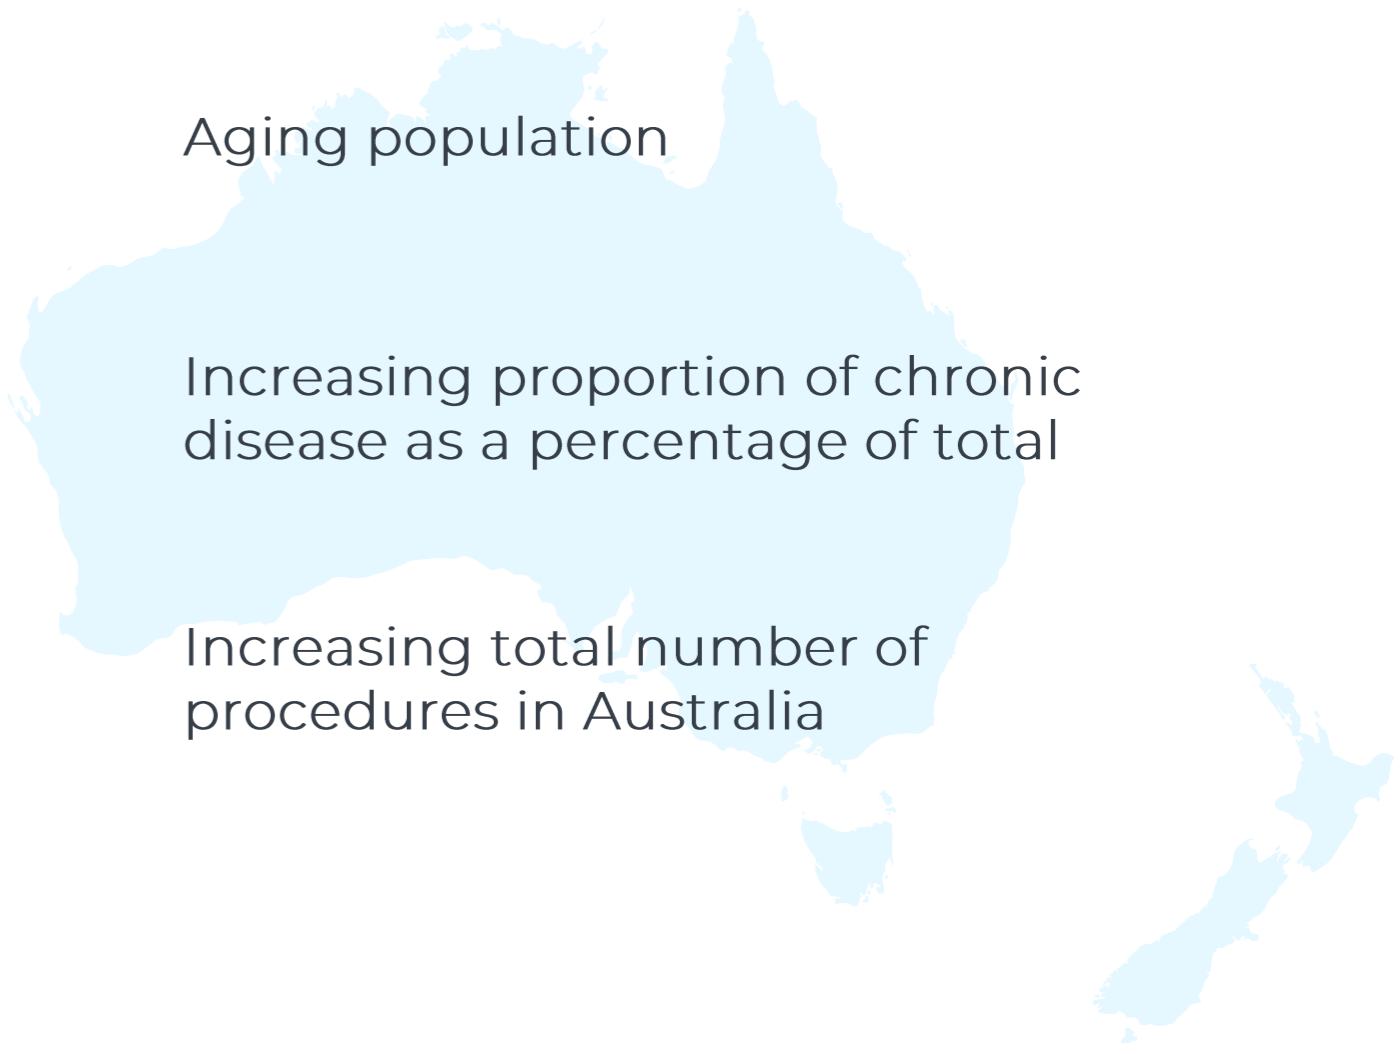 Aging population
Increasing proportion of chronic
disease as a percentage of total
Increasing total number of
procedures in Australia